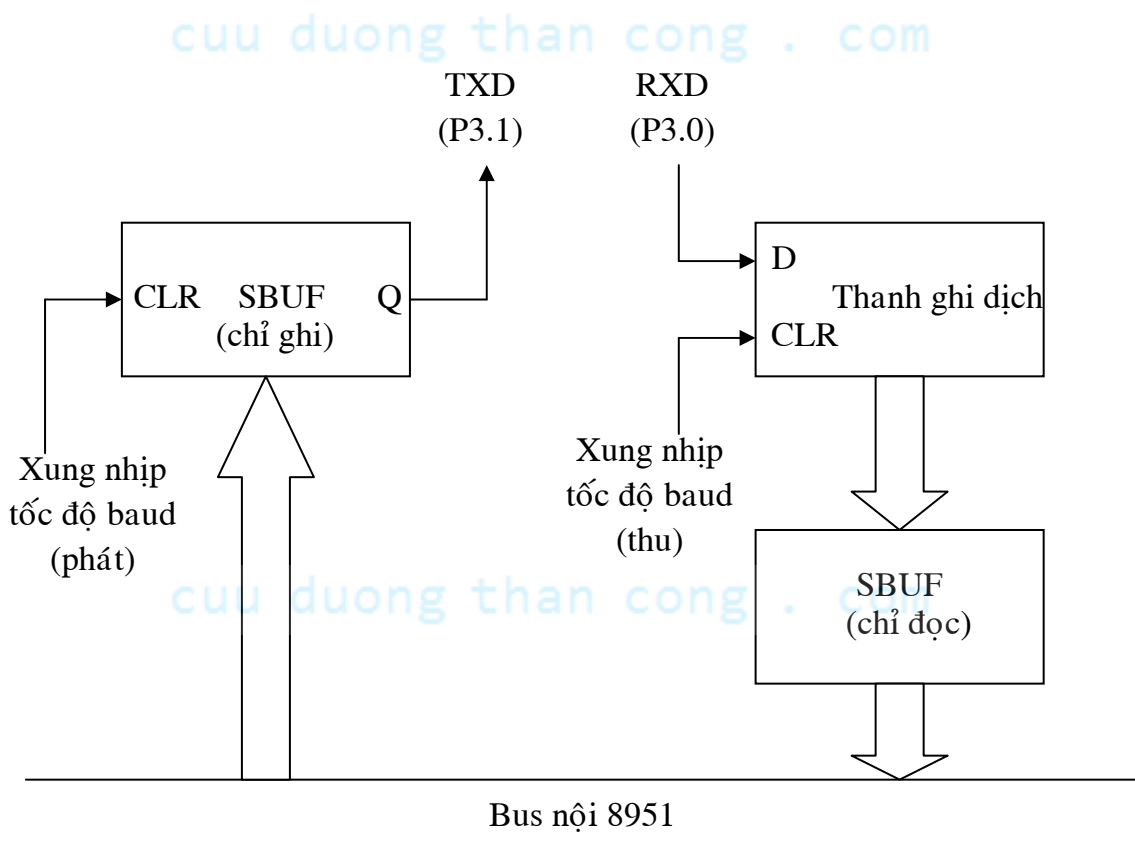 cuu duong than cong . com
TXD
(P3.1)
RXD
(P3.0)
CLR SBUF Q
(chỉ ghi)
D
Thanh ghi dịch
CLR
Xung nhịp
tốc độ baud
(phát)
Xung nhịp
tốc độ baud
(thu)
cuu duong than cong . com
SBUF
(chỉ đọc)
Bus nội 8951